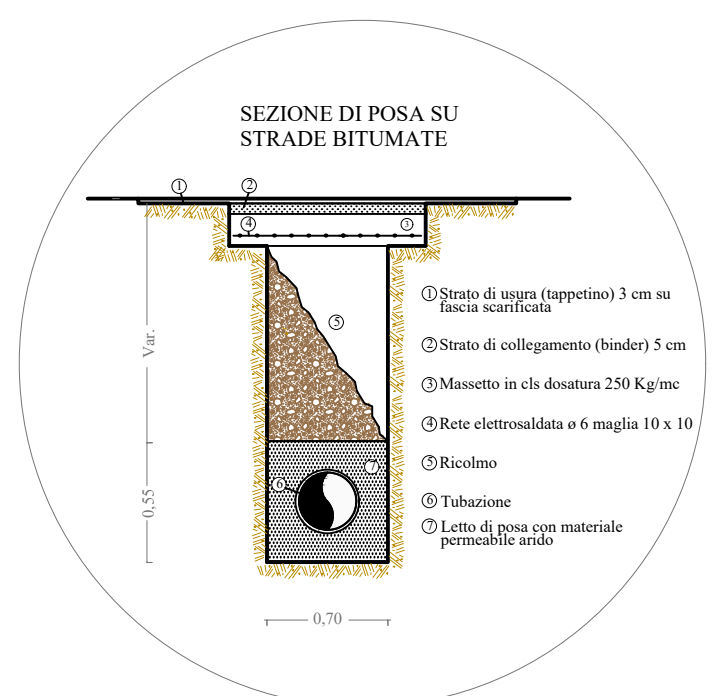 SEZIONE DI POSA SU
STRADE BITUMATE
1
2
4
3
5
7
6
Var.
0,55
0,70
1 Strato di usura (tappetino) 3 cm su
fascia scarificata
2 Strato di collegamento (binder) 5 cm
3 Massetto in cls dosatura 250 Kg/mc
4 Rete elettrosaldata ø 6 maglia 10 x 10
5 Ricolmo
6 Tubazione
7 Letto di posa con materiale
permeabile arido